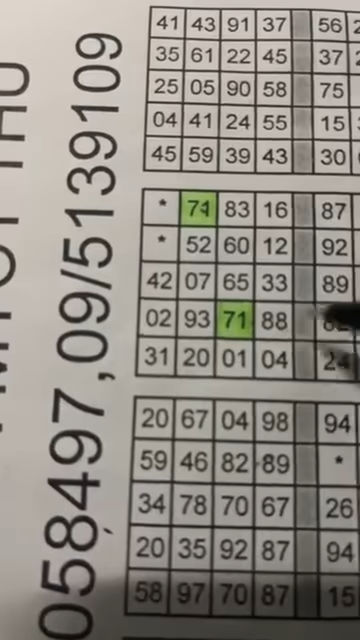 058497,09/5139109
41 43 91 37 56
35 61 22 45 37
25 05 90 58 75
04 41 24 55 15
45 59 39 43 30
* 71 83 16 87
* 52 60 12 92
42 07 65 33 89
02 93 71 88
31 20 01 04 24
20 67 04 98 94
59 46 82 89 *
34 78 70 67 26
20 35 92 87 94
58 97 70 87 15